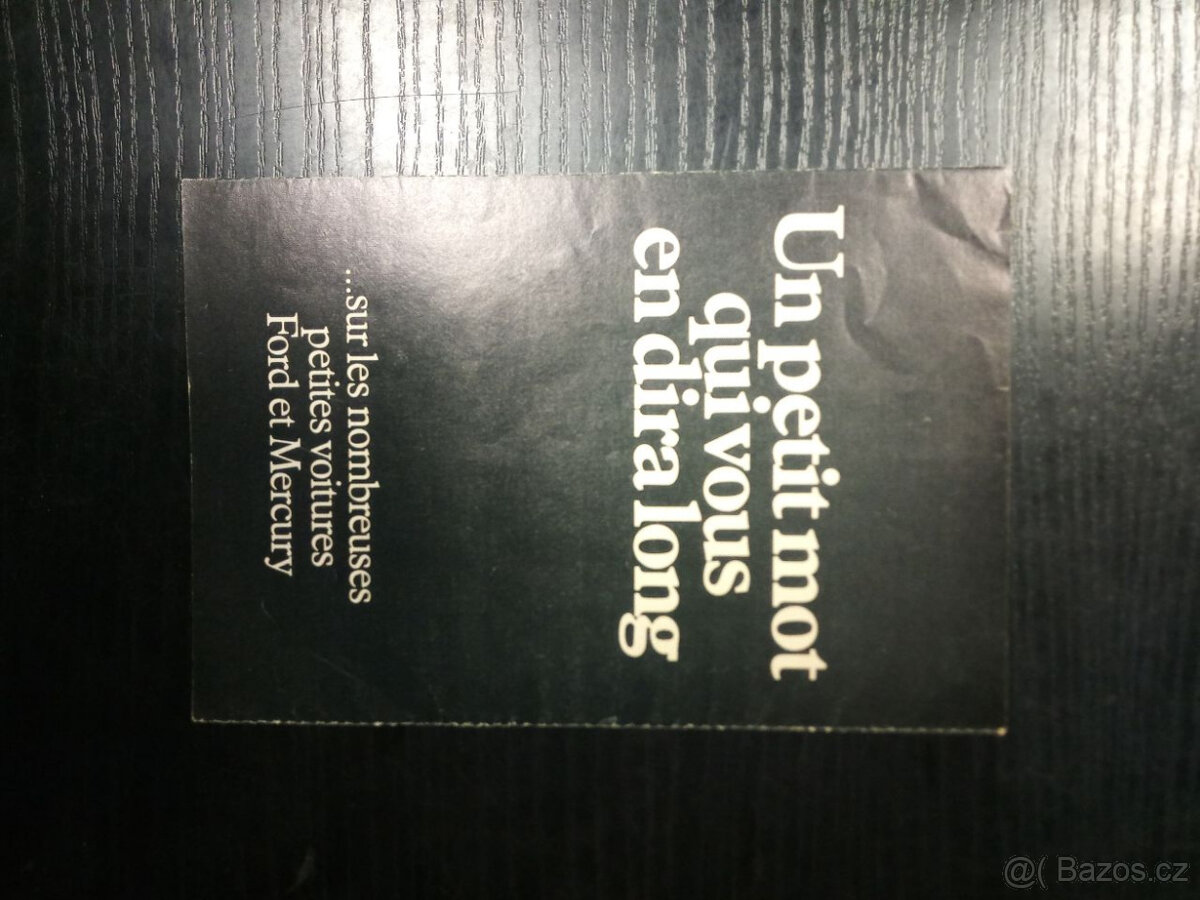 Un petit mot
qui vous
en dira long
...sur les nombreuses
petites voitures
Ford et Mercury
@( Bazos.cz